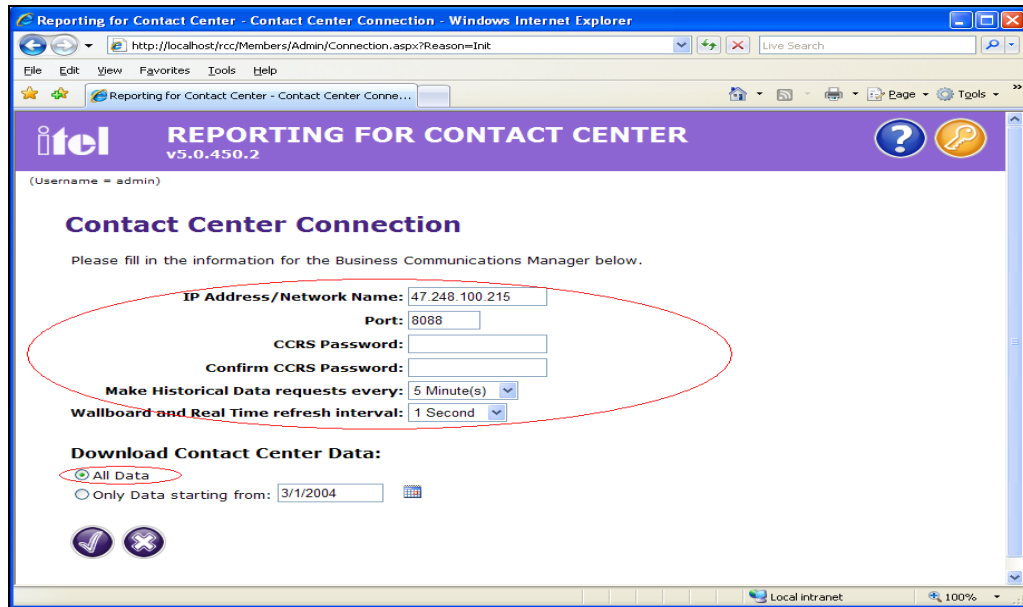 Reporting for Contact Center - Contact Center Connection - Windows Internet Explorer
http://localhost/rcc/Members/Admin/Connection.aspx?Reason=Init
Live Search
File Edit View Favorites Tools Help
Reporting for Contact Center - Contact Center Conne...
Page Tools »
itel REPORTING FOR CONTACT CENTER
v5.0.450.2
?
(Username = admin)
Contact Center Connection
Please fill in the information for the Business Communications Manager below.
IP Address/Network Name: 47.248.100.215
Port: 8088
CCRS Password:
Confirm CCRS Password:
Make Historical Data requests every: 5 Minute(s)
Wallboard and Real Time refresh interval: 1 Second
Download Contact Center Data:
All Data
Only Data starting from: 3/1/2004
Local intranet 100%